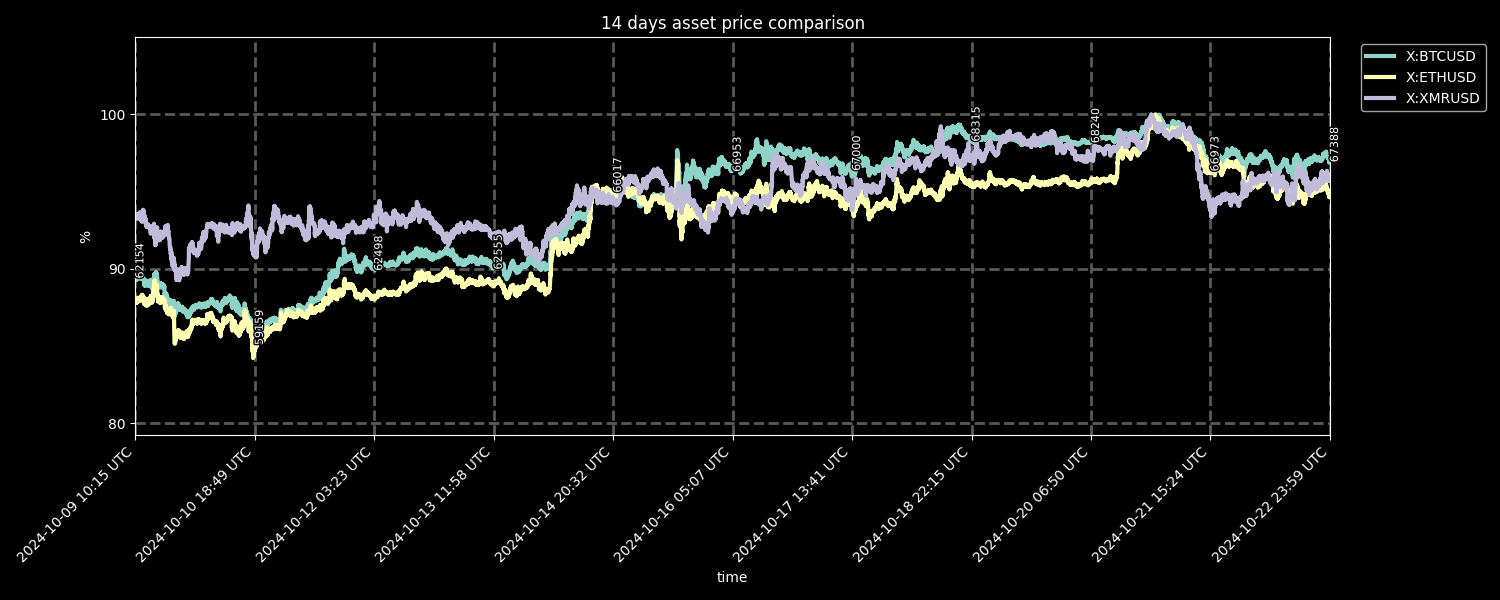 14 days asset price comparison
X:BTCUSD
X:ETHUSD
X:XMRUSD
%
100
90
80
62154
59159
62498
62555
66017
66953
67000
68315
68240
66973
67388
2024-10-09 10:15 UTC
2024-10-10 18:49 UTC
2024-10-12 03:23 UTC
2024-10-13 11:58 UTC
2024-10-14 20:32 UTC
2024-10-16 05:07 UTC
2024-10-17 13:41 UTC
2024-10-18 22:15 UTC
2024-10-20 06:50 UTC
2024-10-21 15:24 UTC
2024-10-22 23:59 UTC
time